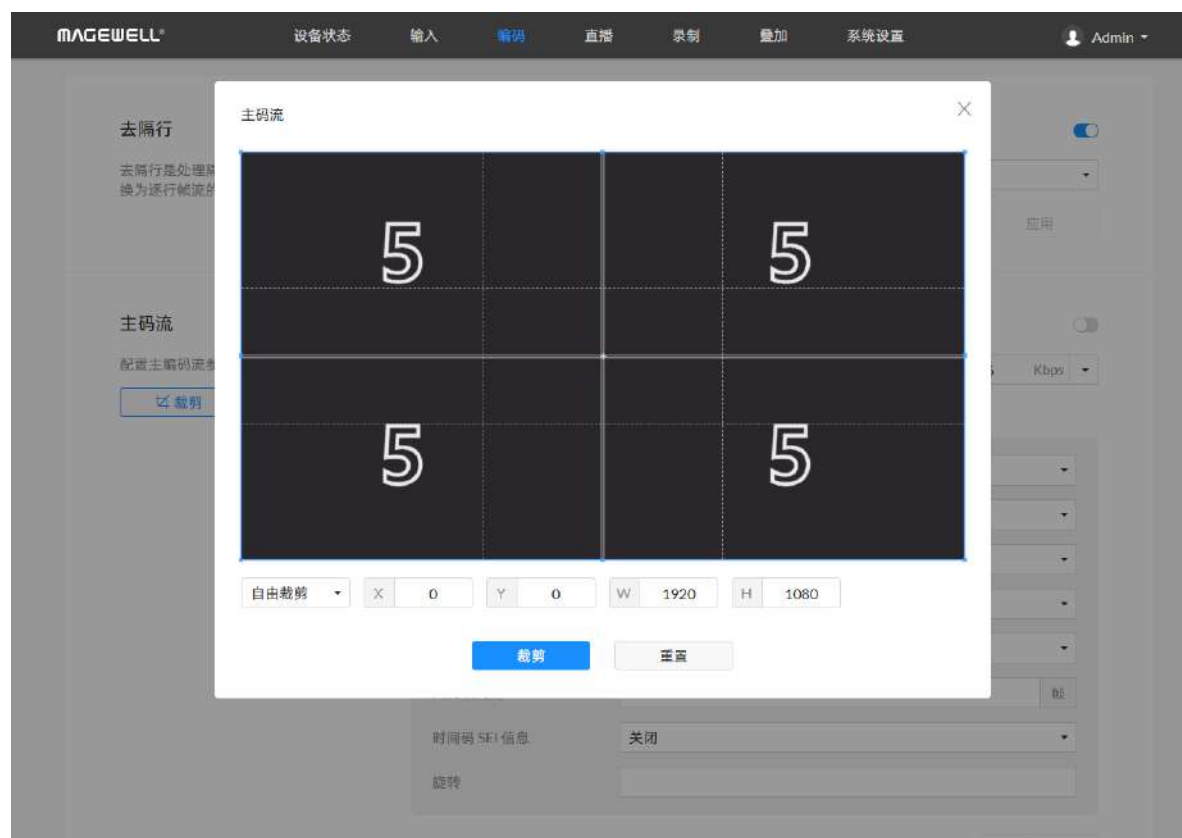 MAGEWELL®
设备状态 输入 编码 直播 录制 叠加 系统设置 Admin
主码流
去隔行
去隔行是处理
换为逐行帧流的
5 5
应用
主码流
配置主编码流参
Kbps
裁剪
5 5
自由裁剪 X 0 Y 0 W 1920 H 1080
裁剪 重置
帧
时间码 SEI 信息 关闭
旋转